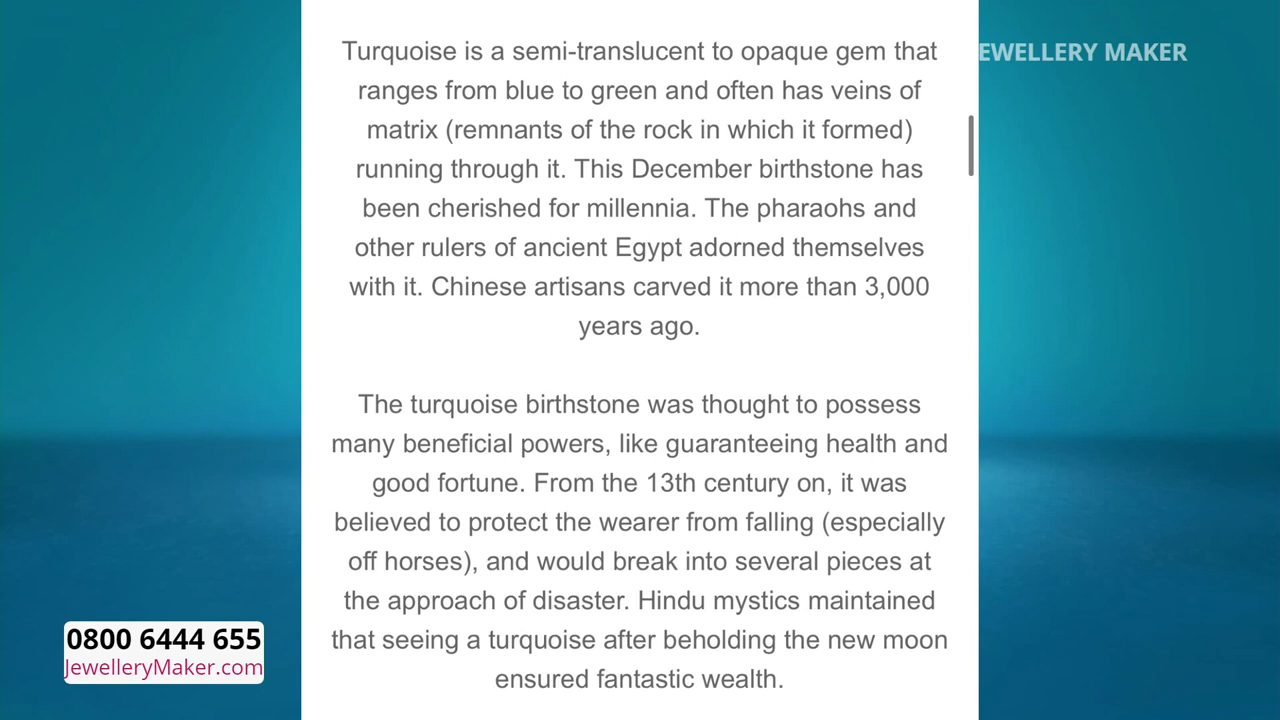 Turquoise is a semi-translucent to opaque gem that
ranges from blue to green and often has veins of
matrix (remnants of the rock in which it formed)
running through it. This December birthstone has
been cherished for millennia. The pharaohs and
other rulers of ancient Egypt adorned themselves
with it. Chinese artisans carved it more than 3,000
years ago.
The turquoise birthstone was thought to possess
many beneficial powers, like guaranteeing health and
good fortune. From the 13th century on, it was
believed to protect the wearer from falling (especially
off horses), and would break into several pieces at
the approach of disaster. Hindu mystics maintained
that seeing a turquoise after beholding the new moon
ensured fantastic wealth.
EWELLERY MAKER
0800 6444 655
JewelleryMaker.com